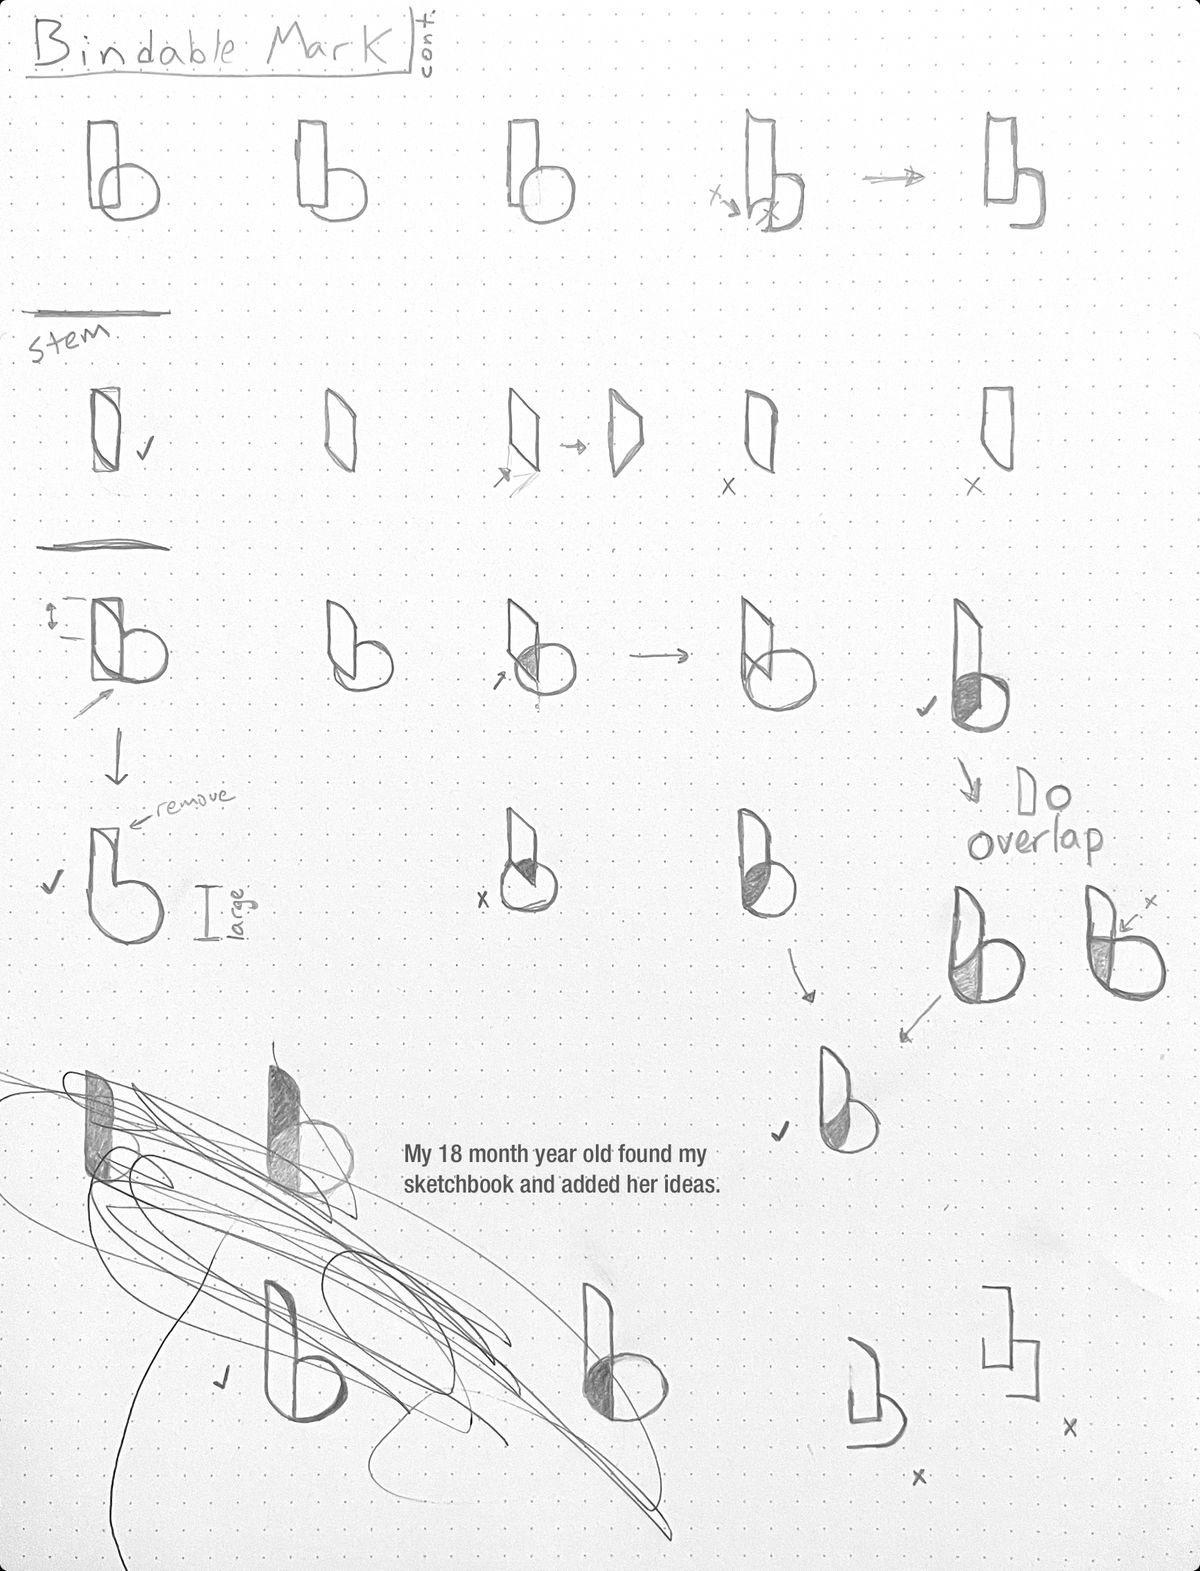 Bindable Mark
cont.
stem
remove
large
overlap
My 18 month year old found my
sketchbook and added her ideas.